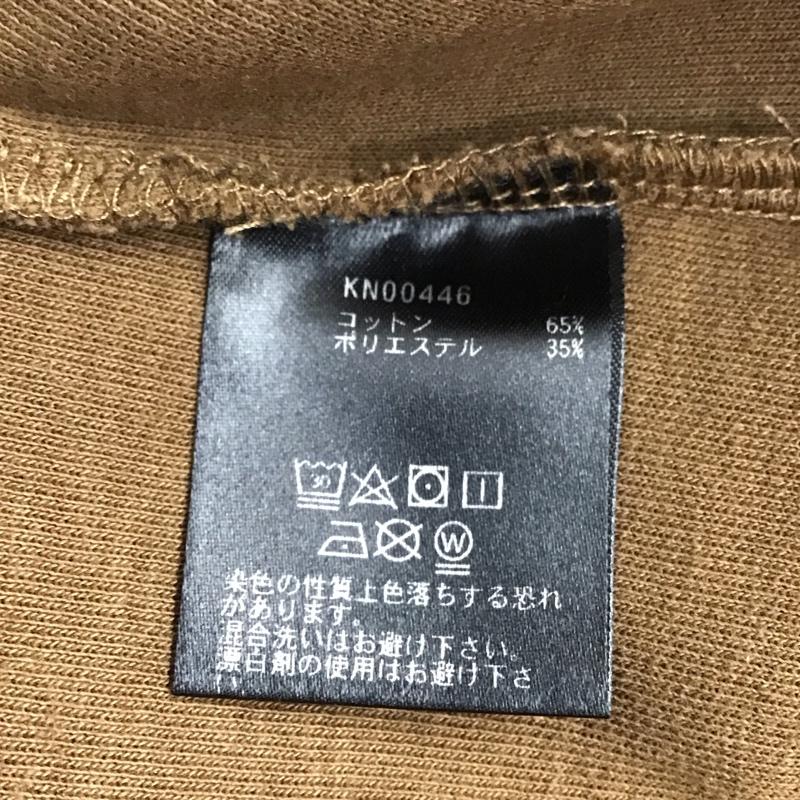 KN00446
コットン 65%
ポリエステル 35%
30
W
染色の性質上色落ちする恐れ
があります。
混合洗いはお避け下さい。
漂白剤の使用はお避け下さ
い